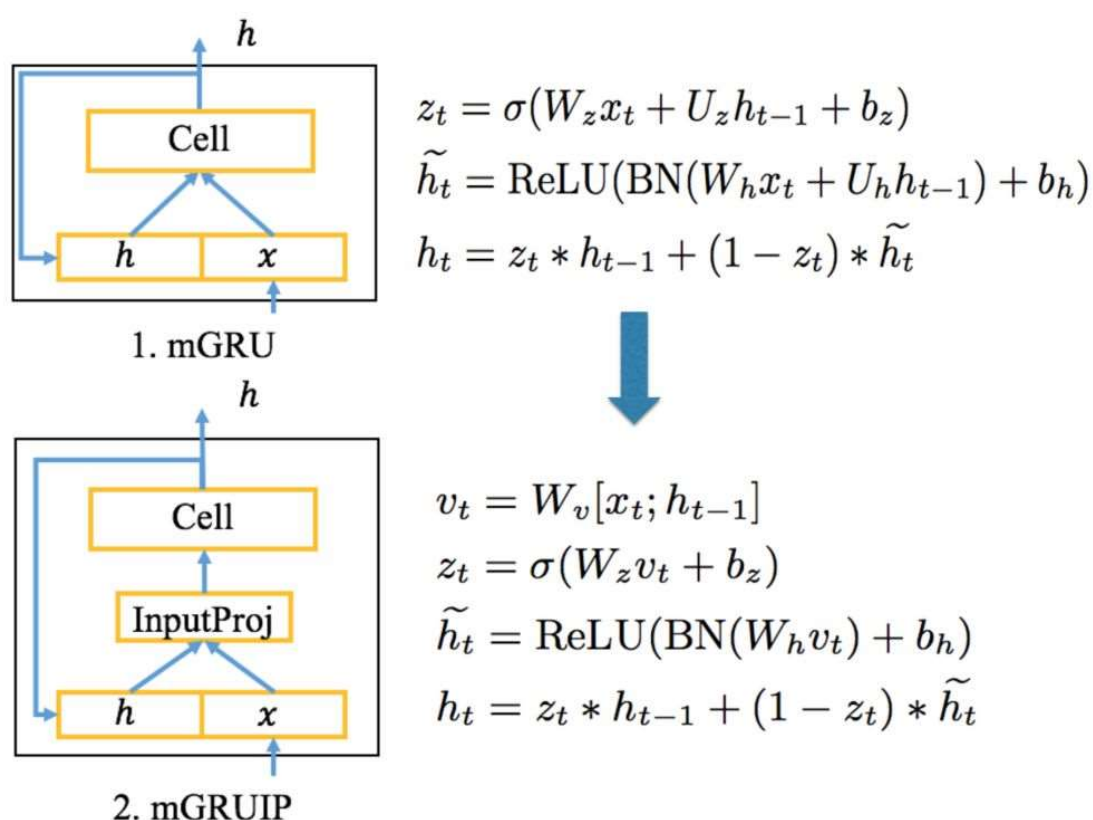 h
Cell
h x
1. mGRU
z_t = σ(W_z x_t + U_z h_{t−1} + b_z)
h̃_t = ReLU(BN(W_h x_t + U_h h_{t−1}) + b_h)
h_t = z_t * h_{t−1} + (1 − z_t) * h̃_t
h
Cell
InputProj
h x
2. mGRUIP
v_t = W_v[x_t; h_{t−1}]
z_t = σ(W_z v_t + b_z)
h̃_t = ReLU(BN(W_h v_t) + b_h)
h_t = z_t * h_{t−1} + (1 − z_t) * h̃_t